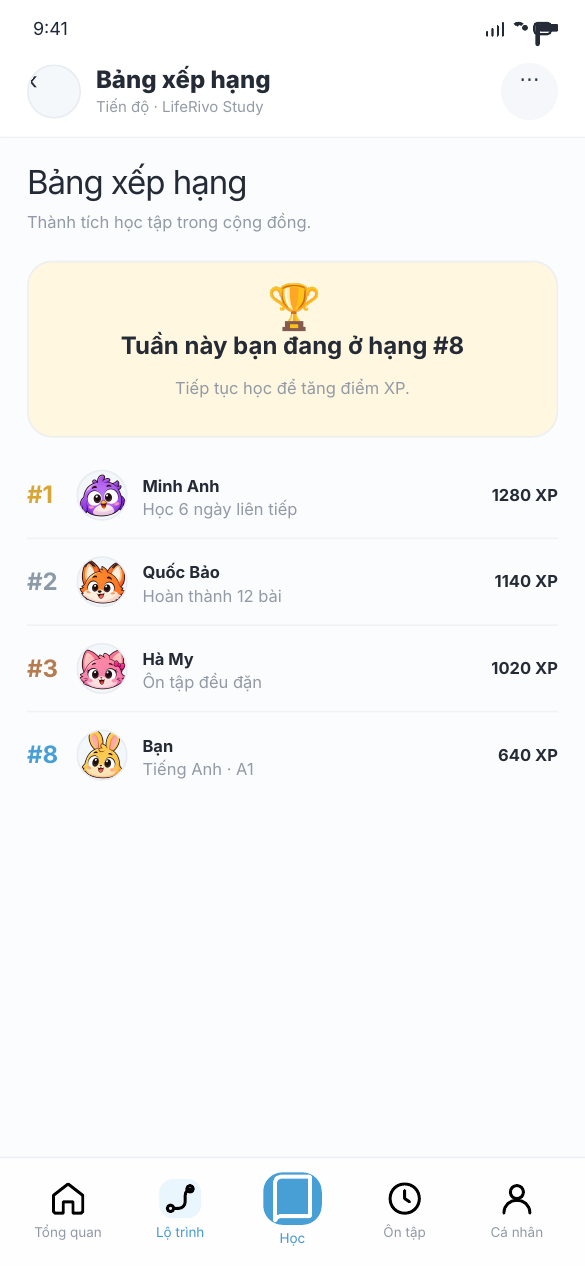 9:41
Bảng xếp hạng
Tiến độ · LifeRivo Study
...
Bảng xếp hạng
Thành tích học tập trong cộng đồng.
Tuần này bạn đang ở hạng #8
Tiếp tục học để tăng điểm XP.
#1
Minh Anh
Học 6 ngày liên tiếp
1280 XP
#2
Quốc Bảo
Hoàn thành 12 bài
1140 XP
#3
Hà My
Ôn tập đều đặn
1020 XP
#8
Bạn
Tiếng Anh · A1
640 XP
Tổng quan
Lộ trình
Học
Ôn tập
Cá nhân